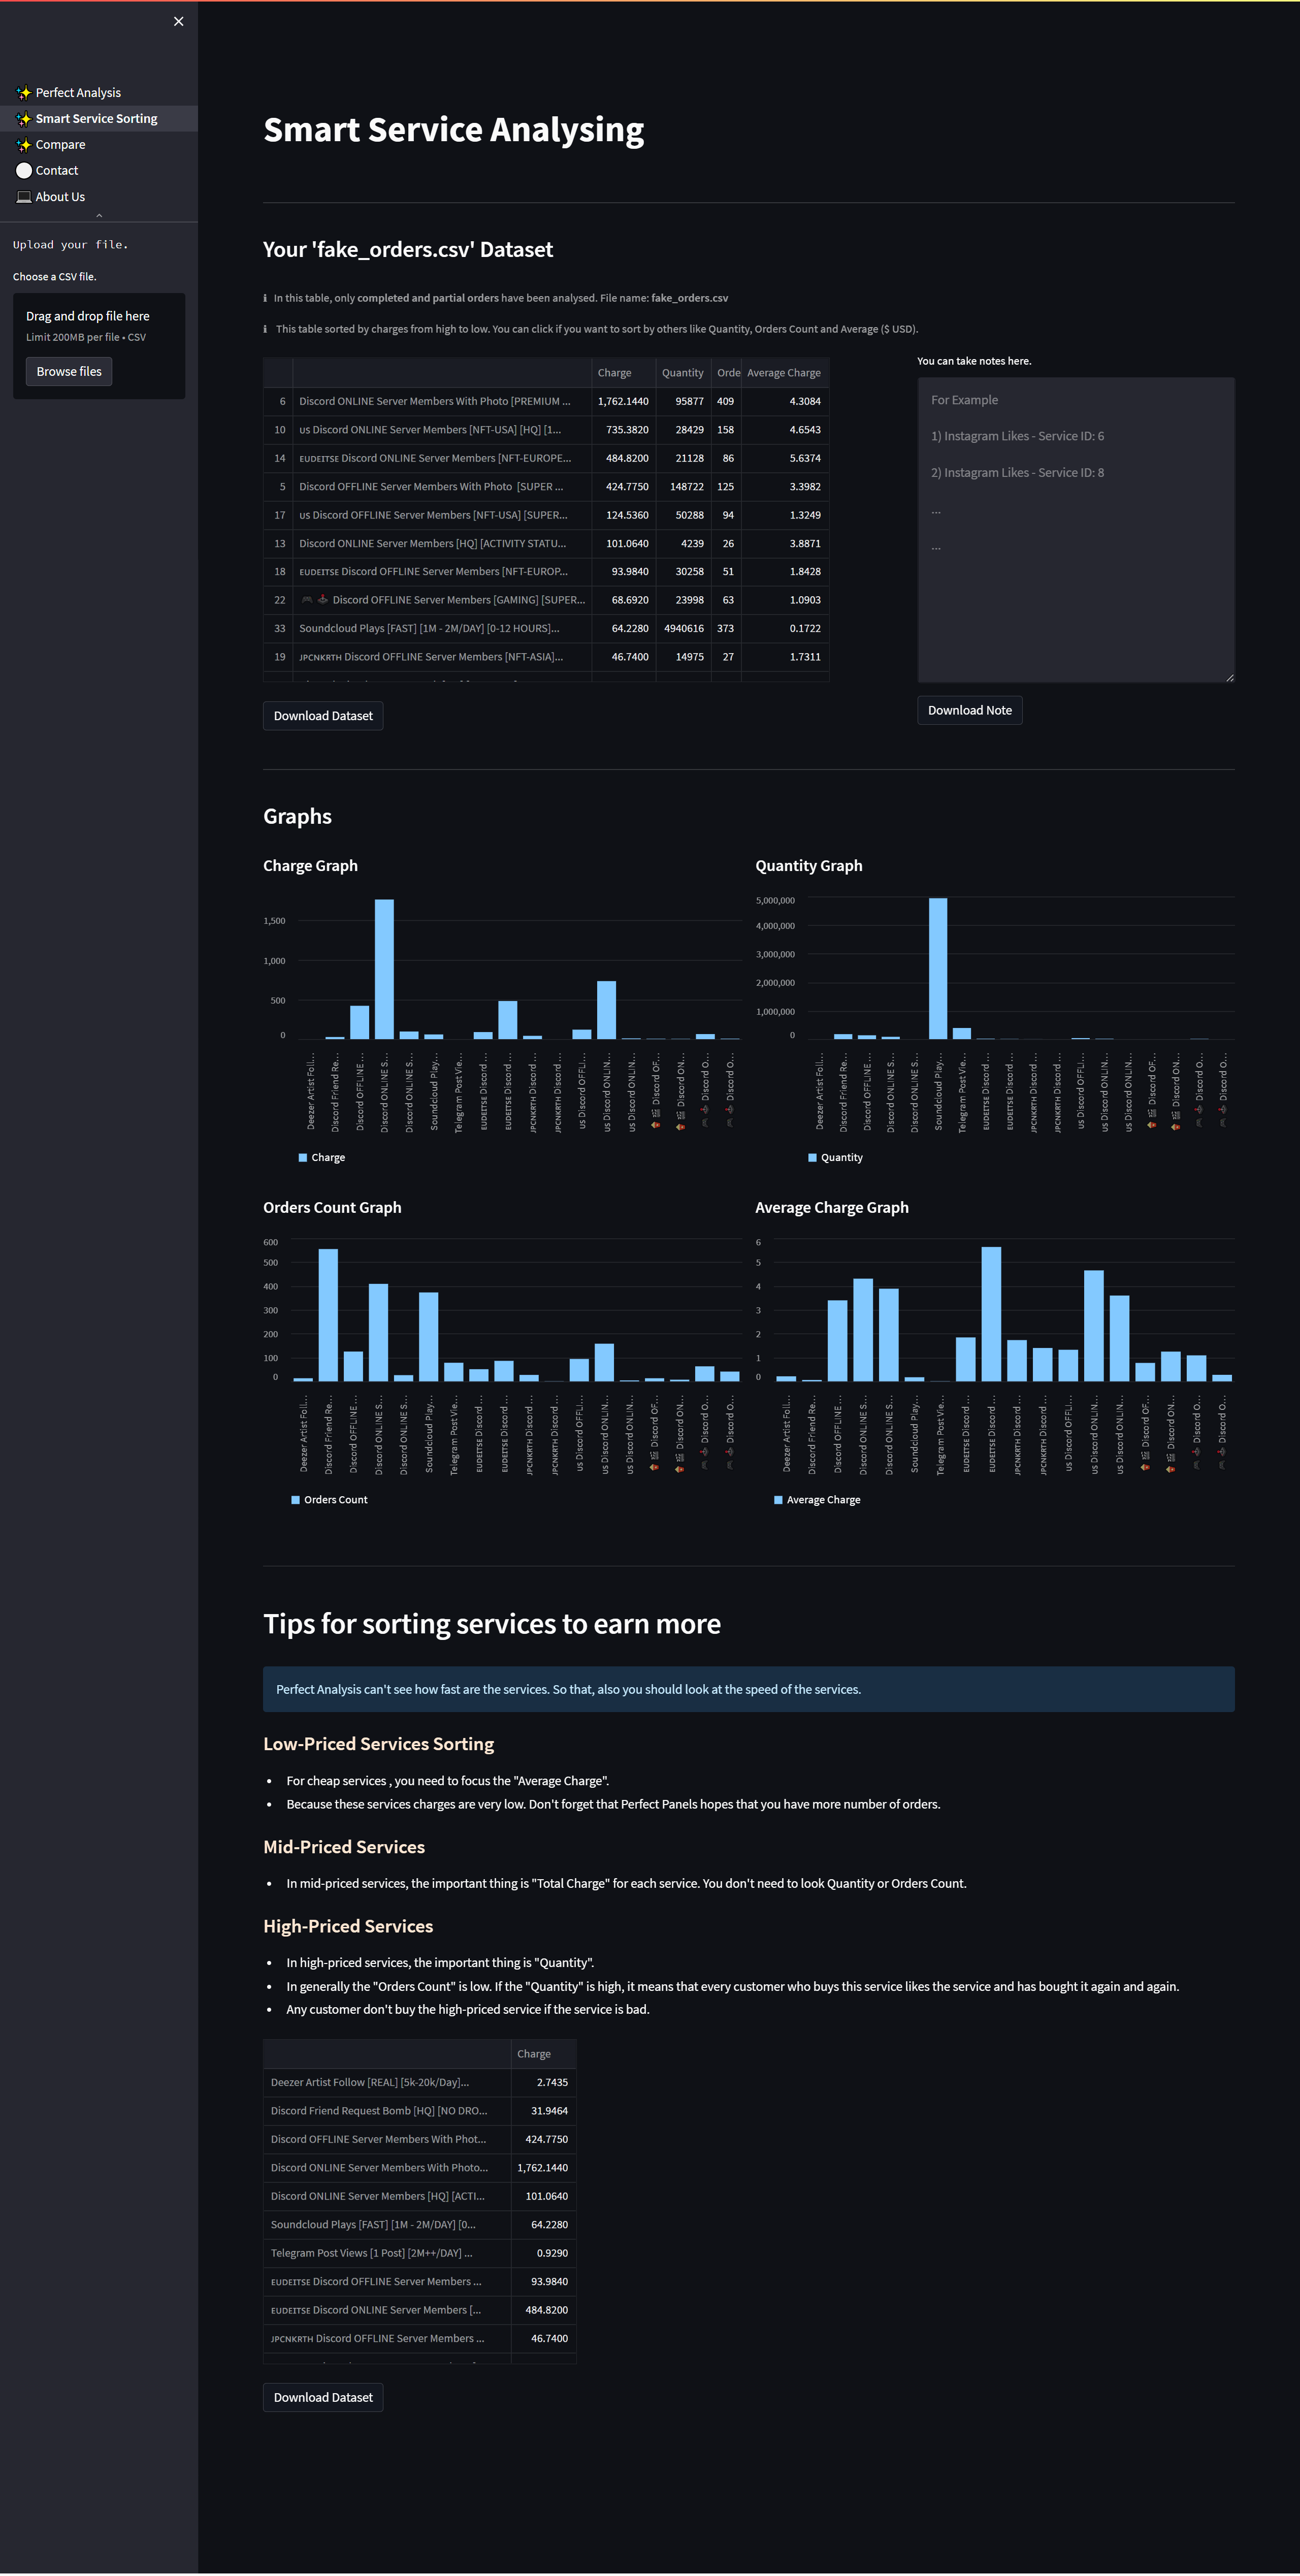 Perfect Analysis
Smart Service Sorting
Compare
Contact
About Us
Upload your file.
Choose a CSV file.
Drag and drop file here
Limit 200MB per file • CSV
Browse files
Smart Service Analysing
Your 'fake_orders.csv' Dataset
In this table, only completed and partial orders have been analysed. File name: fake_orders.csv
This table sorted by charges from high to low. You can click if you want to sort by others like Quantity, Orders Count and Average ($ USD).
Charge Quantity Orde Average Charge
6 Discord ONLINE Server Members With Photo [PREMIUM ... 1,762.1440 95877 409 4.3084
10 us Discord ONLINE Server Members [NFT-USA] [HQ] [1... 735.3820 28429 158 4.6543
14 EUDEITSE Discord ONLINE Server Members [NFT-EUROPE... 484.8200 21128 86 5.6374
5 Discord OFFLINE Server Members With Photo [SUPER ... 424.7750 148722 125 3.3982
17 us Discord OFFLINE Server Members [NFT-USA] [SUPER... 124.5360 50288 94 1.3249
13 Discord ONLINE Server Members [HQ] [ACTIVITY STATU... 101.0640 4239 26 3.8871
18 EUDEITSE Discord OFFLINE Server Members [NFT-EUROP... 93.9840 30258 51 1.8428
22 🎮 🕹️ Discord OFFLINE Server Members [GAMING] [SUPER... 68.6920 23998 63 1.0903
33 Soundcloud Plays [FAST] [1M - 2M/DAY] [0-12 HOURS]... 64.2280 4940616 373 0.1722
19 JPCNKRTH Discord OFFLINE Server Members [NFT-ASIA]... 46.7400 14975 27 1.7311
Download Dataset
You can take notes here.
For Example
1) Instagram Likes - Service ID: 6
2) Instagram Likes - Service ID: 8
...
...
Download Note
Graphs
Charge Graph
1,500
1,000
500
0
Deezer Artist Foll...
Discord Friend Re...
Discord OFFLINE ...
Discord ONLINE S...
Discord ONLINE S...
Soundcloud Play...
Telegram Post Vie...
EUDEITSE Discord ...
EUDEITSE Discord ...
JPCNKRTH Discord ...
JPCNKRTH Discord ...
us Discord OFFLI...
us Discord ONLIN...
us Discord ONLIN...
Discord OF...
Discord ON...
Discord O...
Discord O...
Charge
Quantity Graph
5,000,000
4,000,000
3,000,000
2,000,000
1,000,000
0
Deezer Artist Foll...
Discord Friend Re...
Discord OFFLINE ...
Discord ONLINE S...
Discord ONLINE S...
Soundcloud Play...
Telegram Post Vie...
EUDEITSE Discord ...
EUDEITSE Discord ...
JPCNKRTH Discord ...
JPCNKRTH Discord ...
us Discord OFFLI...
us Discord ONLIN...
us Discord ONLIN...
Discord OF...
Discord ON...
Discord O...
Discord O...
Quantity
Orders Count Graph
600
500
400
300
200
100
0
Deezer Artist Foll...
Discord Friend Re...
Discord OFFLINE ...
Discord ONLINE S...
Discord ONLINE S...
Soundcloud Play...
Telegram Post Vie...
EUDEITSE Discord ...
EUDEITSE Discord ...
JPCNKRTH Discord ...
JPCNKRTH Discord ...
us Discord OFFLI...
us Discord ONLIN...
us Discord ONLIN...
Discord OF...
Discord ON...
Discord O...
Discord O...
Orders Count
Average Charge Graph
6
5
4
3
2
1
0
Deezer Artist Foll...
Discord Friend Re...
Discord OFFLINE ...
Discord ONLINE S...
Discord ONLINE S...
Soundcloud Play...
Telegram Post Vie...
EUDEITSE Discord ...
EUDEITSE Discord ...
JPCNKRTH Discord ...
JPCNKRTH Discord ...
us Discord OFFLI...
us Discord ONLIN...
us Discord ONLIN...
Discord OF...
Discord ON...
Discord O...
Discord O...
Average Charge
Tips for sorting services to earn more
Perfect Analysis can't see how fast are the services. So that, also you should look at the speed of the services.
Low-Priced Services Sorting
• For cheap services , you need to focus the "Average Charge".
• Because these services charges are very low. Don't forget that Perfect Panels hopes that you have more number of orders.
Mid-Priced Services
• In mid-priced services, the important thing is "Total Charge" for each service. You don't need to look Quantity or Orders Count.
High-Priced Services
• In high-priced services, the important thing is "Quantity".
• In generally the "Orders Count" is low. If the "Quantity" is high, it means that every customer who buys this service likes the service and has bought it again and again.
• Any customer don't buy the high-priced service if the service is bad.
Charge
Deezer Artist Follow [REAL] [5k-20k/Day]... 2.7435
Discord Friend Request Bomb [HQ] [NO DRO... 31.9464
Discord OFFLINE Server Members With Phot... 424.7750
Discord ONLINE Server Members With Photo... 1,762.1440
Discord ONLINE Server Members [HQ] [ACTI... 101.0640
Soundcloud Plays [FAST] [1M - 2M/DAY] [0... 64.2280
Telegram Post Views [1 Post] [2M++/DAY] ... 0.9290
EUDEITSE Discord OFFLINE Server Members ... 93.9840
EUDEITSE Discord ONLINE Server Members [... 484.8200
JPCNKRTH Discord OFFLINE Server Members ... 46.7400
Download Dataset